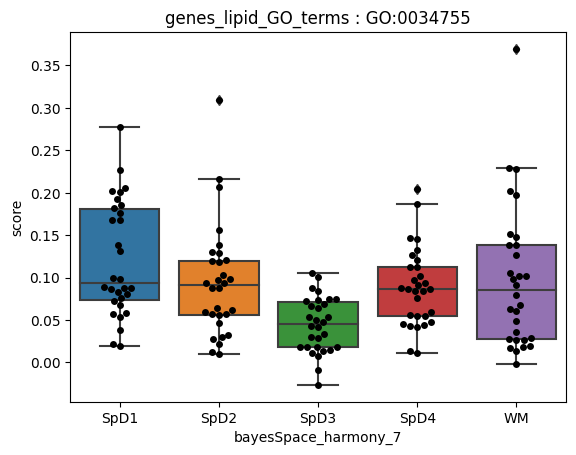 genes_lipid_GO_terms : GO:0034755
0.35
0.30
0.25
0.20
0.15
0.10
0.05
0.00
score
SpD1 SpD2 SpD3 SpD4 WM
bayesSpace_harmony_7